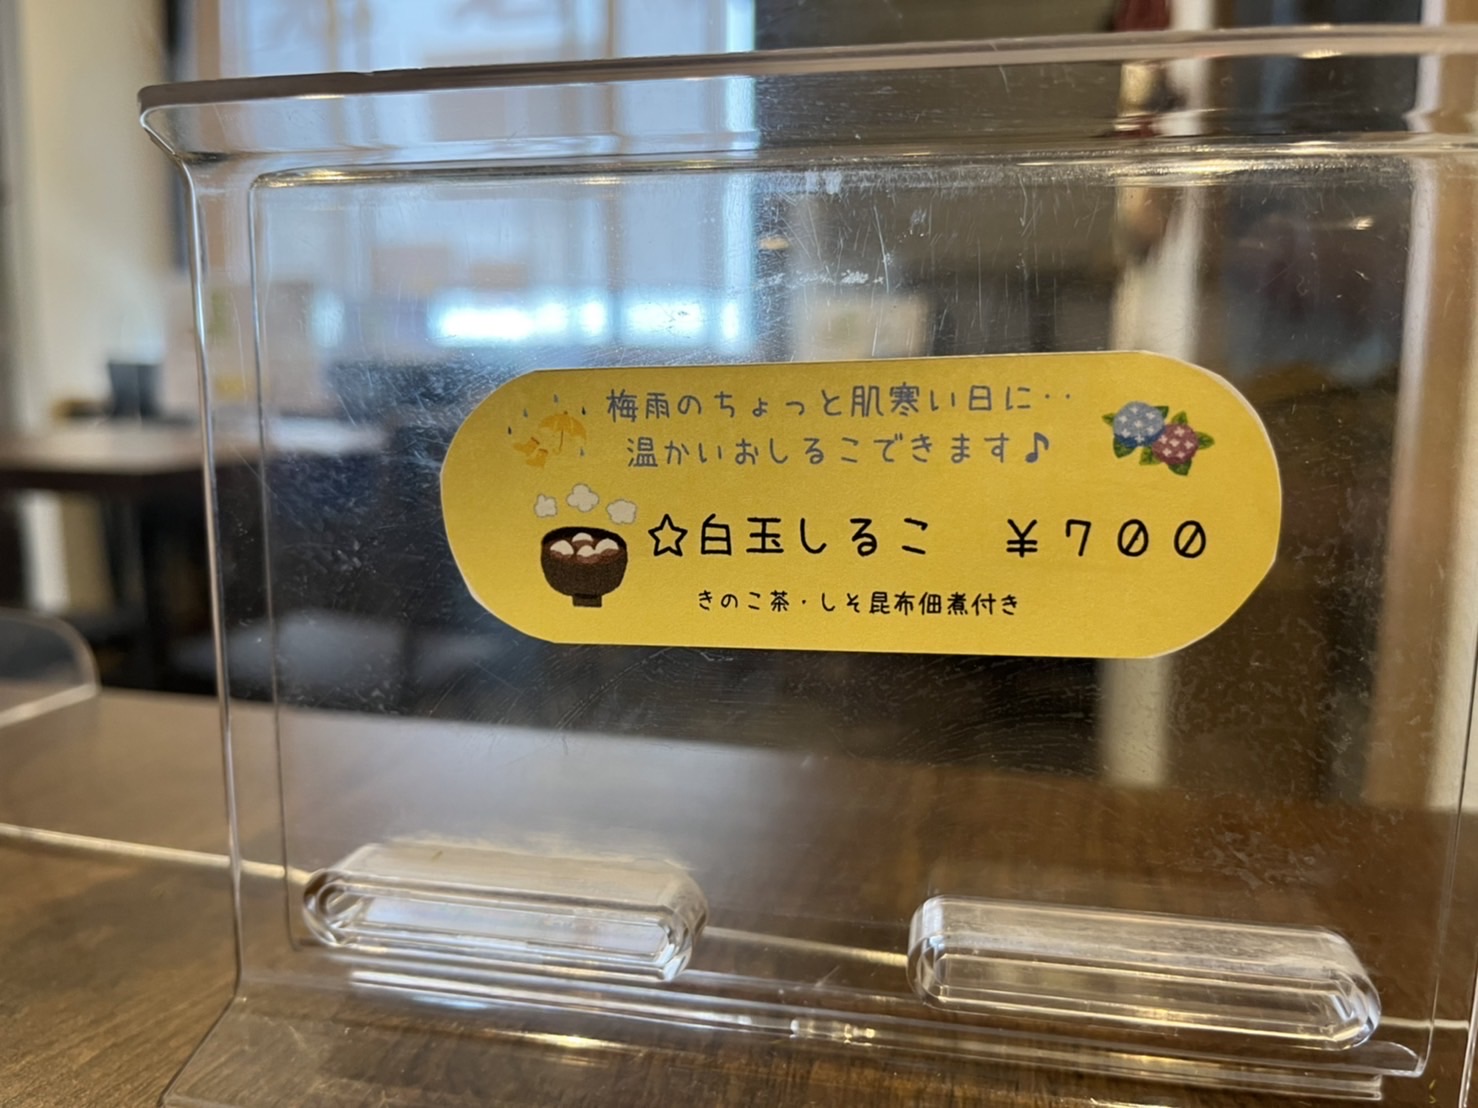 梅雨のちょっと肌寒い日に‥
温かいおしるこできます♪
☆白玉しるこ　￥７００
きのこ茶・しそ昆布佃煮付き